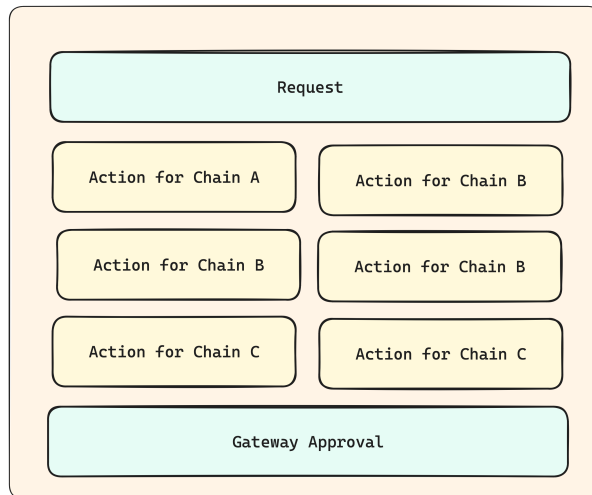 Request
Action for Chain A
Action for Chain B
Action for Chain B
Action for Chain B
Action for Chain C
Action for Chain C
Gateway Approval